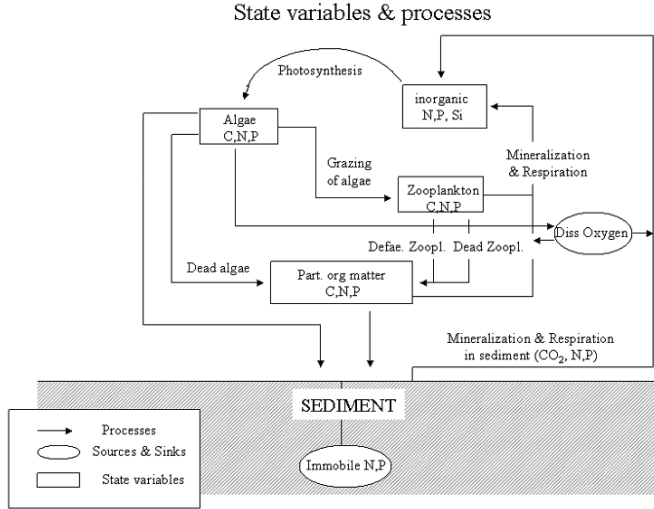 State variables & processes
Photosynthesis
inorganic
N,P, Si
Algae
C,N,P
Grazing
of algae
Mineralization
& Respiration
Zooplankton
C,N,P
Diss Oxygen
Defae. Zoopl.
Dead Zoopl.
Dead algae
Part. org matter
C,N,P
Mineralization & Respiration
in sediment (CO₂, N,P)
SEDIMENT
Immobile N,P
Processes
Sources & Sinks
State variables